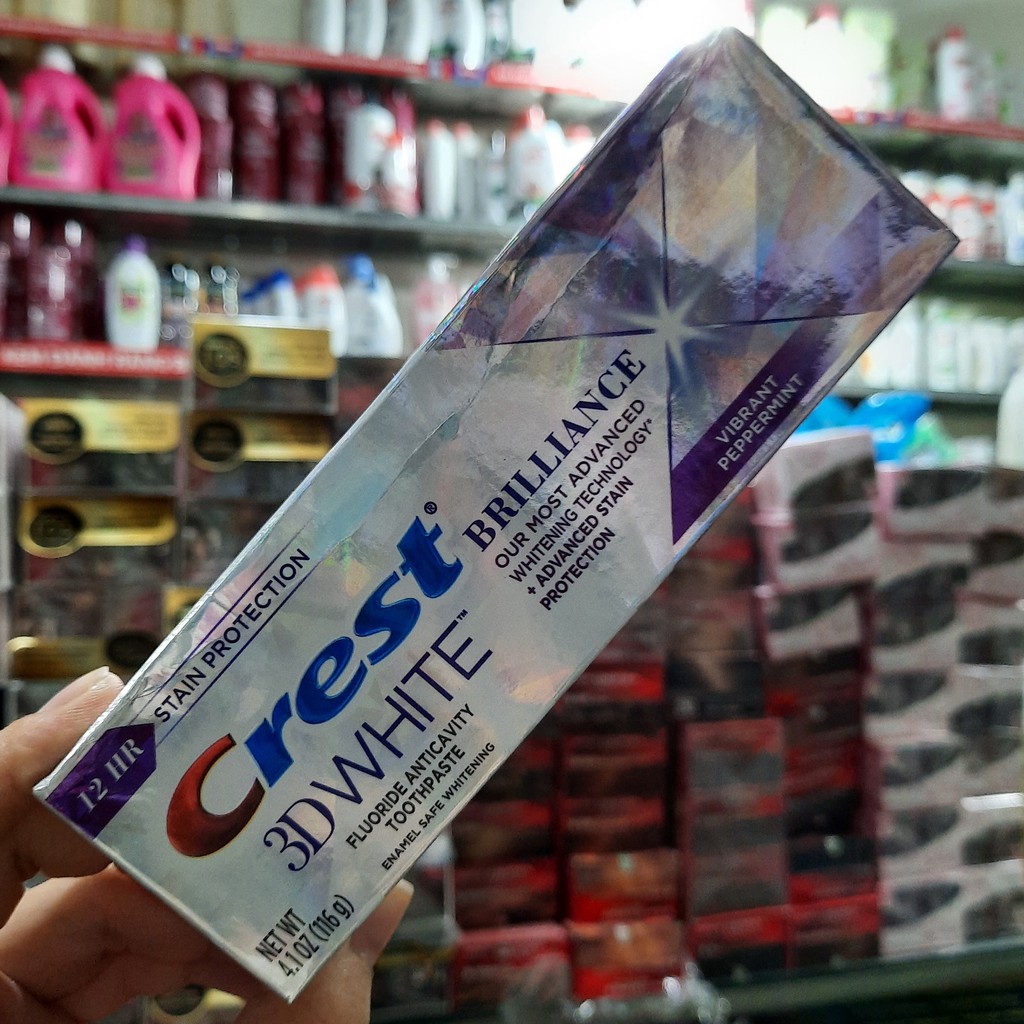 12 HR
STAIN PROTECTION
Crest®
3D WHITE™
FLUORIDE ANTICAVITY
TOOTHPASTE
ENAMEL SAFE WHITENING
NET WT
4.1 OZ (116 g)
BRILLIANCE
OUR MOST ADVANCED
WHITENING TECHNOLOGY*
+ ADVANCED STAIN
PROTECTION
VIBRANT
PEPPERMINT